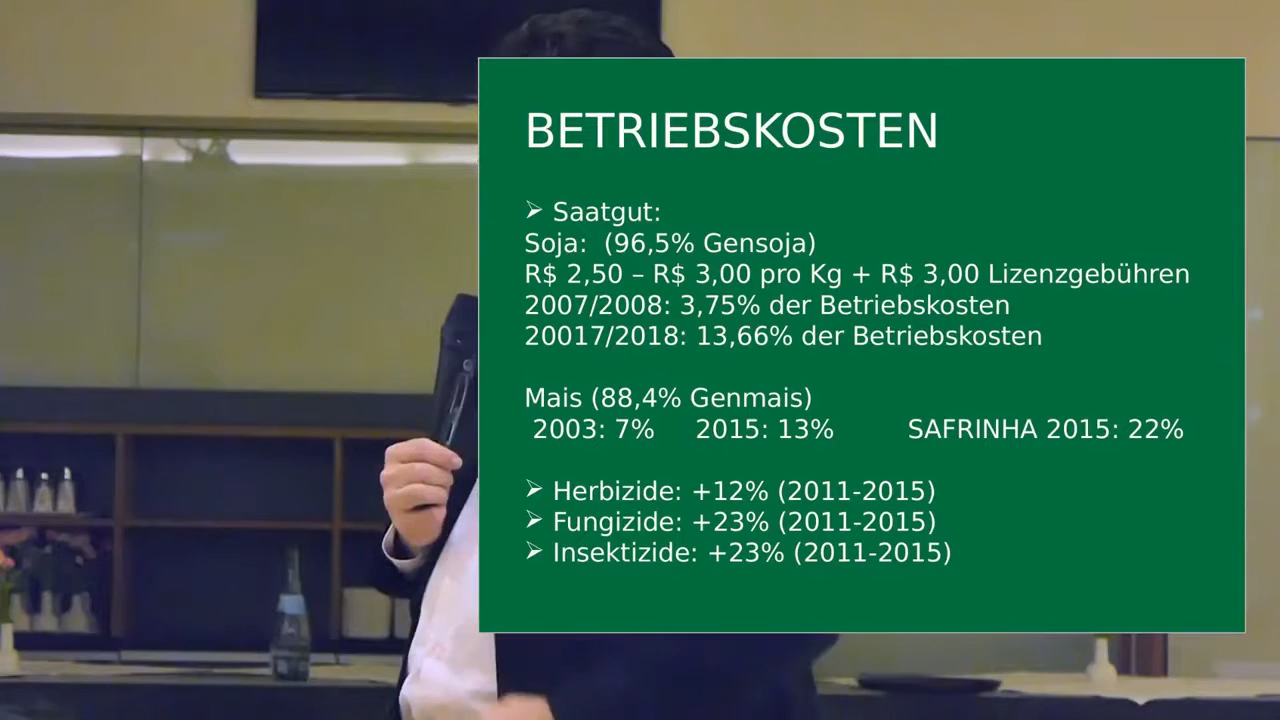 BETRIEBSKOSTEN
➢ Saatgut:
Soja: (96,5% Gensoja)
R$ 2,50 – R$ 3,00 pro Kg + R$ 3,00 Lizenzgebühren
2007/2008: 3,75% der Betriebskosten
20017/2018: 13,66% der Betriebskosten
Mais (88,4% Genmais)
2003: 7% 2015: 13% SAFRINHA 2015: 22%
➢ Herbizide: +12% (2011-2015)
➢ Fungizide: +23% (2011-2015)
➢ Insektizide: +23% (2011-2015)